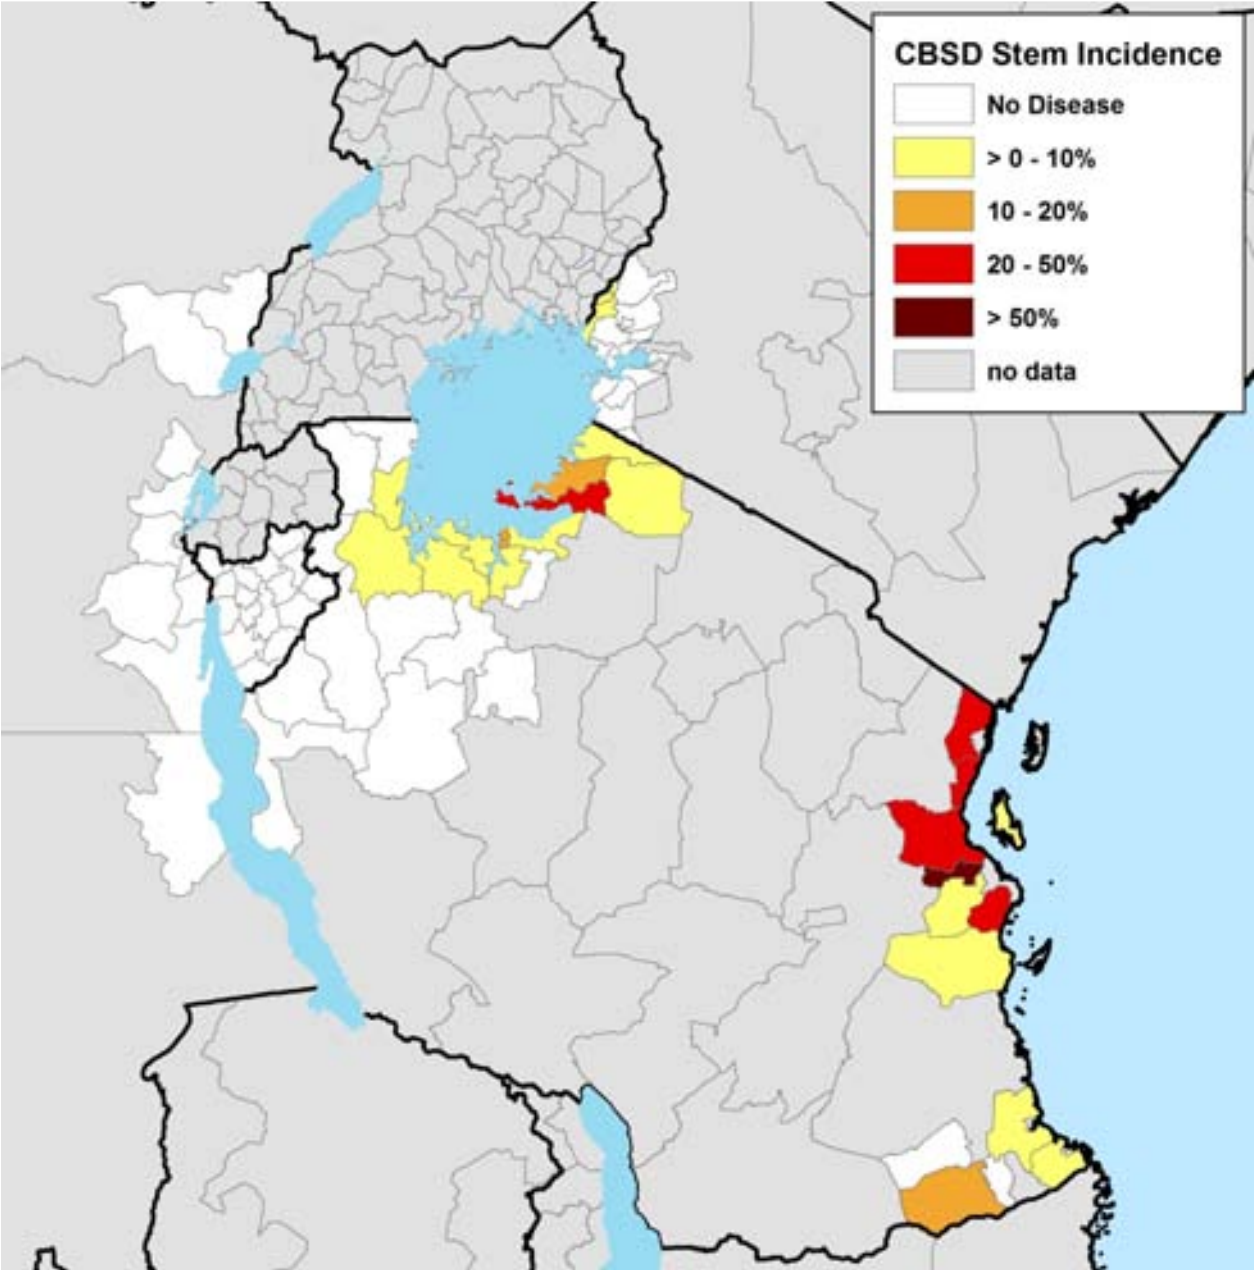 CBSD Stem Incidence
No Disease
> 0 - 10%
10 - 20%
20 - 50%
> 50%
no data